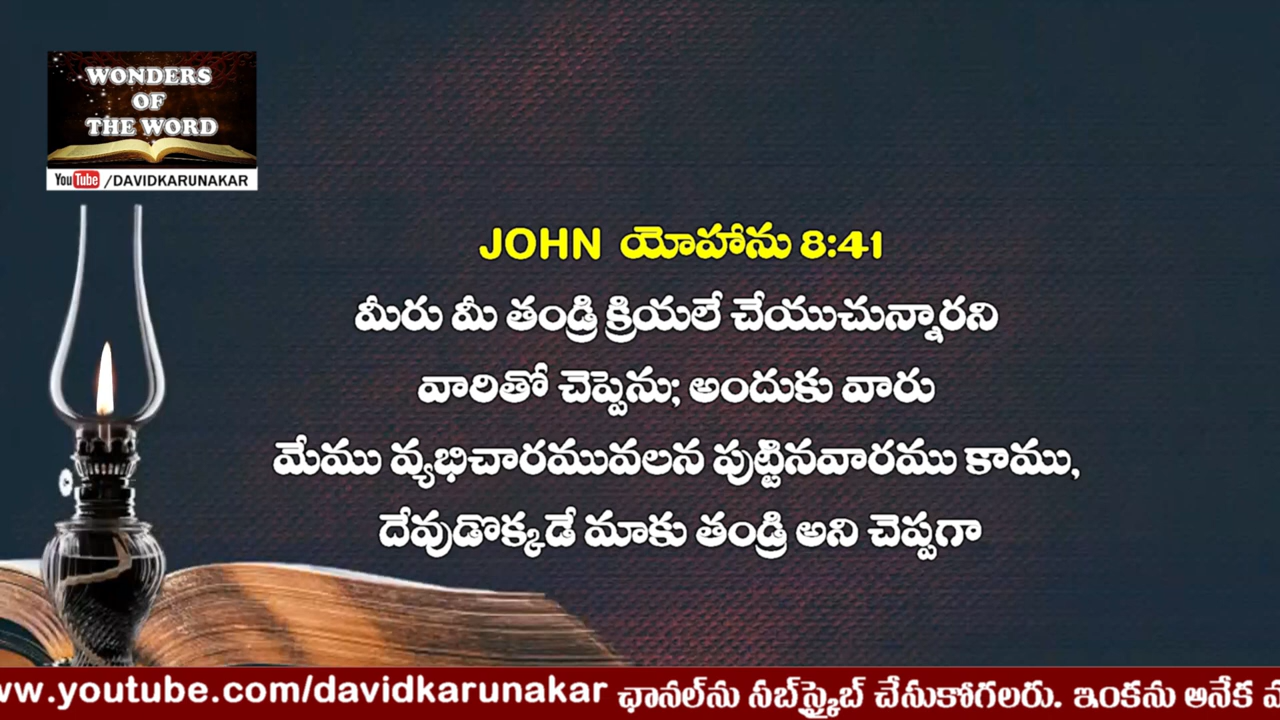 WONDERS
OF
THE WORD
YouTube /DAVIDKARUNAKAR
JOHN యోహాను 8:41
మీరు మీ తండ్రి క్రియలే చేయుచున్నారని
వారితో చెప్పెను; అందుకు వారు
మేము వ్యభిచారమువలన పుట్టినవారము కాము,
దేవుడొక్కడే మాకు తండ్రి అని చెప్పగా
ww.youtube.com/davidkarunakar ఛానల్‌ను సబ్‌స్క్రైబ్ చేసుకోగలరు. ఇంకను అనేక